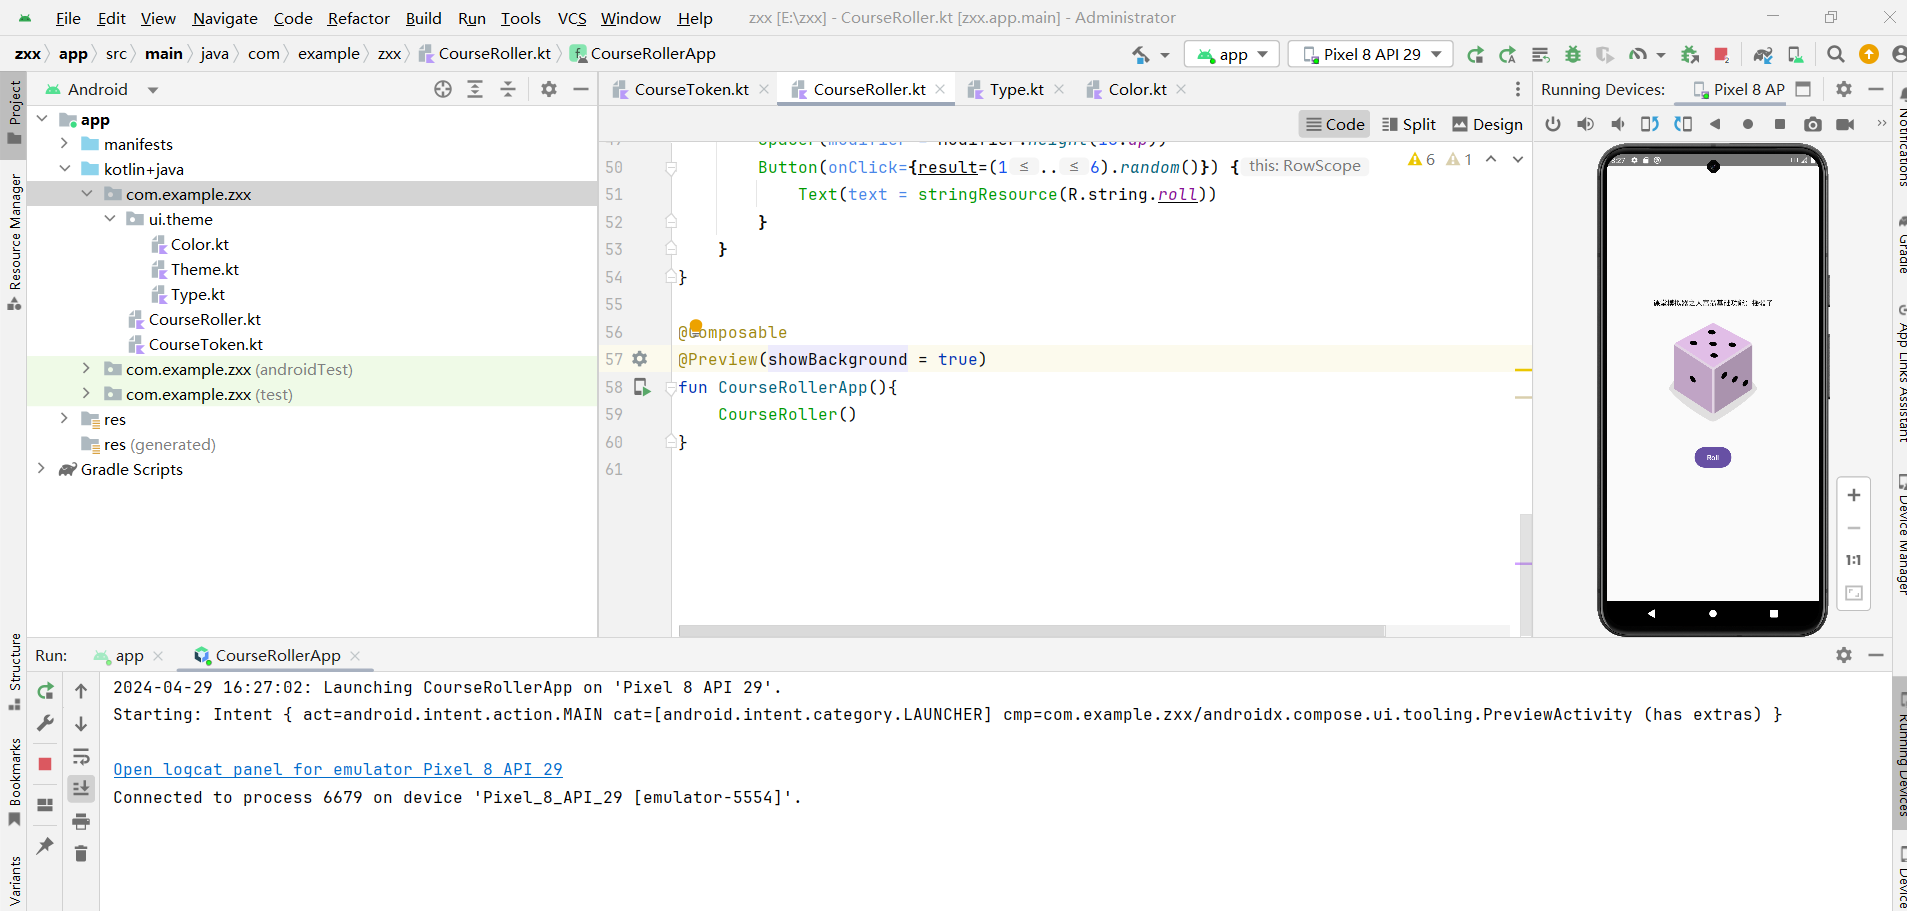 File Edit View Navigate Code Refactor Build Run Tools VCS Window Help zxx [E:\zxx] - CourseRoller.kt [zxx.app.main] - Administrator
zxx app src main java com example zxx CourseRoller.kt CourseRollerApp app Pixel 8 API 29
Project
Resource Manager
Structure
Bookmarks
Variants
Android
app
manifests
kotlin+java
com.example.zxx
ui.theme
Color.kt
Theme.kt
Type.kt
CourseRoller.kt
CourseToken.kt
com.example.zxx (androidTest)
com.example.zxx (test)
res
res (generated)
Gradle Scripts
CourseToken.kt CourseRoller.kt Type.kt Color.kt
Code Split Design
6 1
50 Button(onClick={result=(1 ≤ .. ≤ 6).random()}) { this: RowScope
51 Text(text = stringResource(R.string.roll))
52 }
53 }
54 }
55
56 @Composable
57 @Preview(showBackground = true)
58 fun CourseRollerApp(){
59 CourseRoller()
60 }
61
Running Devices: Pixel 8 AP
8:27
Roll
1:1
Notifications
Gradle
App Links Assistant
Device Manager
Running Devices
Device
Run: app CourseRollerApp
2024-04-29 16:27:02: Launching CourseRollerApp on 'Pixel 8 API 29'.
Starting: Intent { act=android.intent.action.MAIN cat=[android.intent.category.LAUNCHER] cmp=com.example.zxx/androidx.compose.ui.tooling.PreviewActivity (has extras) }
Open logcat panel for emulator Pixel 8 API 29
Connected to process 6679 on device 'Pixel_8_API_29 [emulator-5554]'.